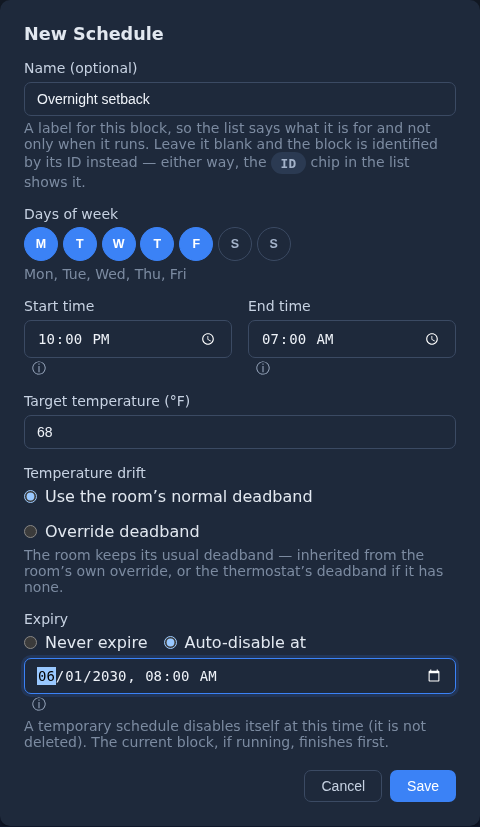 New Schedule
Name (optional)
Overnight setback
A label for this block, so the list says what it is for and not
only when it runs. Leave it blank and the block is identified
by its ID instead — either way, the ID chip in the list
shows it.
Days of week
M T W T F S S
Mon, Tue, Wed, Thu, Fri
Start time End time
10:00 PM 07:00 AM
ⓘ ⓘ
Target temperature (°F)
68
Temperature drift
Use the room’s normal deadband
Override deadband
The room keeps its usual deadband — inherited from the
room’s own override, or the thermostat’s deadband if it has
none.
Expiry
Never expire Auto-disable at
06/01/2030, 08:00 AM
ⓘ
A temporary schedule disables itself at this time (it is not
deleted). The current block, if running, finishes first.
Cancel Save